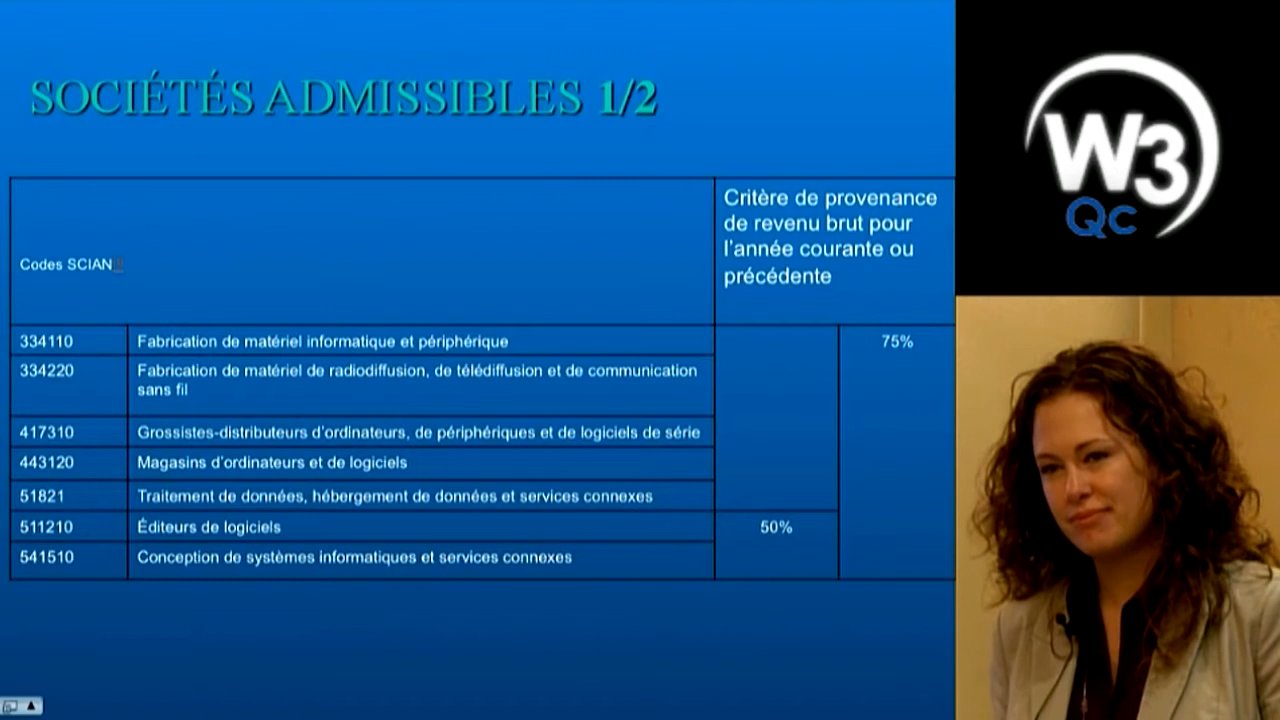 SOCIÉTÉS ADMISSIBLES 1/2
Codes SCIAN
Critère de provenance
de revenu brut pour
l'année courante ou
précédente
334110
Fabrication de matériel informatique et périphérique
75%
334220
Fabrication de matériel de radiodiffusion, de télédiffusion et de communication
sans fil
417310
Grossistes-distributeurs d'ordinateurs, de périphériques et de logiciels de série
443120
Magasins d'ordinateurs et de logiciels
51821
Traitement de données, hébergement de données et services connexes
511210
Éditeurs de logiciels
50%
541510
Conception de systèmes informatiques et services connexes
W3
Qc